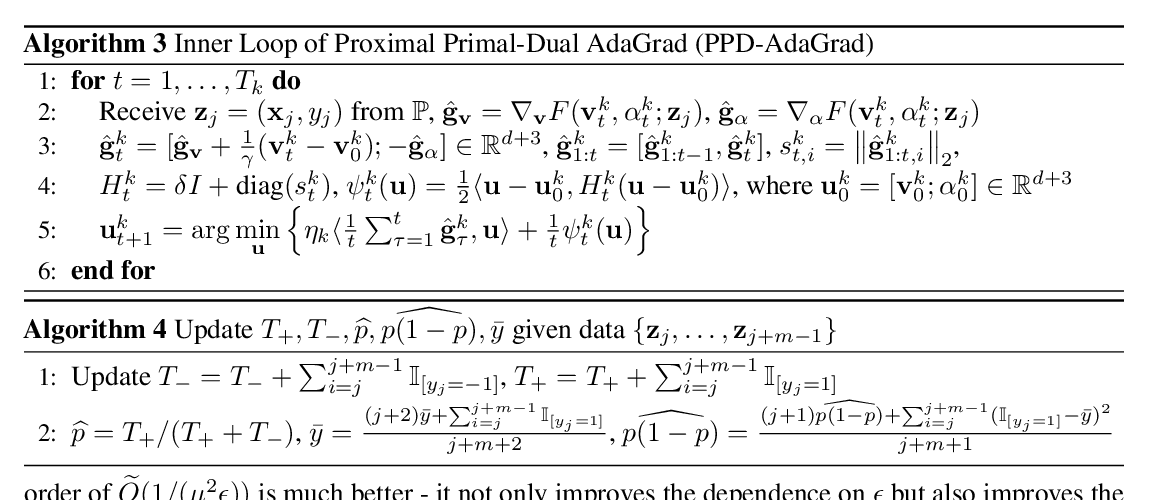 Algorithm 3 Inner Loop of Proximal Primal-Dual AdaGrad (PPD-AdaGrad)
1: for $t = 1, \ldots, T_k$ do
2: Receive $\mathbf{z}_j = (\mathbf{x}_j, y_j)$ from $\mathbb{P}$, $\hat{\mathbf{g}}_{\mathbf{v}} = \nabla_{\mathbf{v}} F(\mathbf{v}_t^k, \alpha_t^k; \mathbf{z}_j)$, $\hat{\mathbf{g}}_{\alpha} = \nabla_{\alpha} F(\mathbf{v}_t^k, \alpha_t^k; \mathbf{z}_j)$
3: $\hat{\mathbf{g}}_t^k = [\hat{\mathbf{g}}_{\mathbf{v}} + \frac{1}{\gamma}(\mathbf{v}_t^k - \mathbf{v}_0^k); -\hat{\mathbf{g}}_{\alpha}] \in \mathbb{R}^{d+3}$, $\hat{\mathbf{g}}_{1:t}^k = [\hat{\mathbf{g}}_{1:t-1}^k, \hat{\mathbf{g}}_t^k]$, $s_{t,i}^k = \left\|\hat{\mathbf{g}}_{1:t,i}^k\right\|_2$,
4: $H_t^k = \delta I + \mathrm{diag}(s_t^k)$, $\psi_t^k(\mathbf{u}) = \frac{1}{2}\langle \mathbf{u} - \mathbf{u}_0^k, H_t^k(\mathbf{u} - \mathbf{u}_0^k)\rangle$, where $\mathbf{u}_0^k = [\mathbf{v}_0^k; \alpha_0^k] \in \mathbb{R}^{d+3}$
5: $\mathbf{u}_{t+1}^k = \arg\min_{\mathbf{u}} \left\{ \eta_k \langle \frac{1}{t} \sum_{\tau=1}^t \hat{\mathbf{g}}_\tau^k, \mathbf{u} \rangle + \frac{1}{t} \psi_t^k(\mathbf{u}) \right\}$
6: end for
Algorithm 4 Update $T_+, T_-, \widehat{p}, \widehat{p(1-p)}, \bar{y}$ given data $\{\mathbf{z}_j, \ldots, \mathbf{z}_{j+m-1}\}$
1: Update $T_- = T_- + \sum_{i=j}^{j+m-1} \mathbb{I}_{[y_j=-1]}$, $T_+ = T_+ + \sum_{i=j}^{j+m-1} \mathbb{I}_{[y_j=1]}$
2: $\widehat{p} = T_+/(T_+ + T_-)$, $\bar{y} = \frac{(j+2)\bar{y} + \sum_{i=j}^{j+m-1} \mathbb{I}_{[y_j=1]}}{j+m+2}$, $\widehat{p(1-p)} = \frac{(j+1)\widehat{p(1-p)} + \sum_{i=j}^{j+m-1} (\mathbb{I}_{[y_j=1]} - \bar{y})^2}{j+m+1}$
order of $\widetilde{O}(1/(\mu^2\epsilon))$ is much better - it not only improves the dependence on $\epsilon$ but also improves the